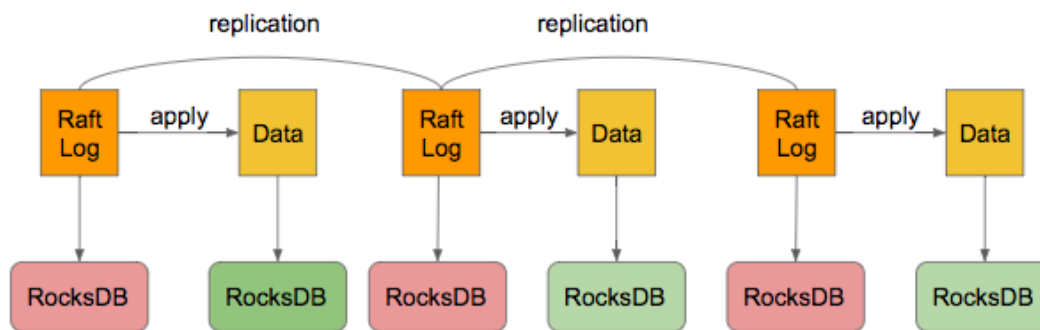 replication
replication
Raft
Log
apply
Data
Raft
Log
apply
Data
Raft
Log
apply
Data
RocksDB
RocksDB
RocksDB
RocksDB
RocksDB
RocksDB